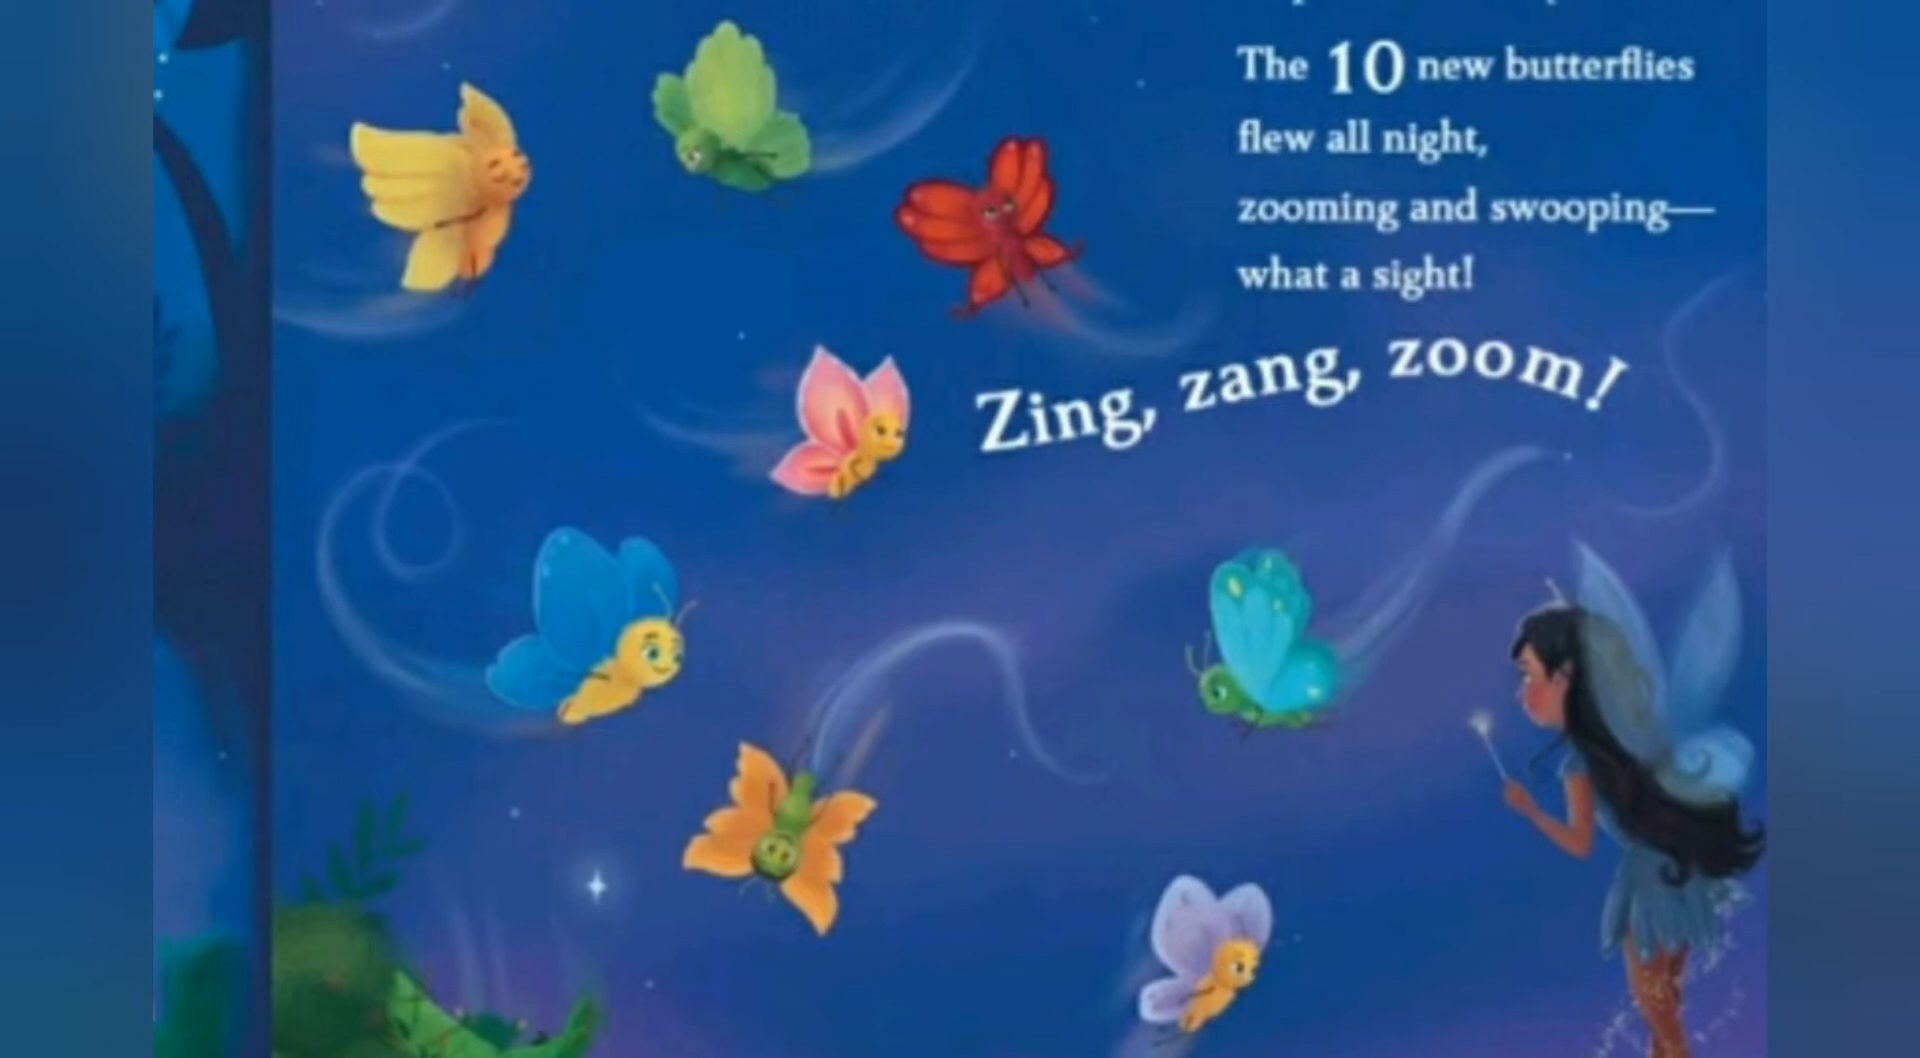 The 10 new butterflies
flew all night,
zooming and swooping—
what a sight!
Zing, zang, zoom!